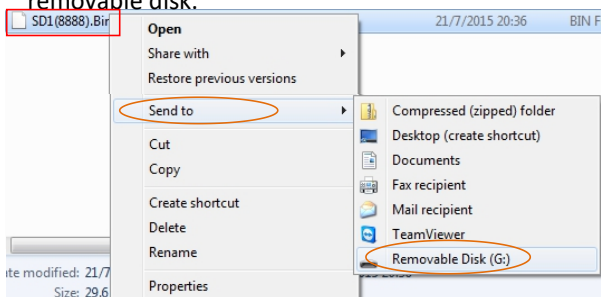 removable disk.
SD1(8888).Bin
21/7/2015 20:36
BIN F
Open
Share with
Restore previous versions
Send to
Cut
Copy
Create shortcut
Delete
Rename
Properties
Compressed (zipped) folder
Desktop (create shortcut)
Documents
Fax recipient
Mail recipient
TeamViewer
Removable Disk (G:)
te modified: 21/7
Size: 29.6